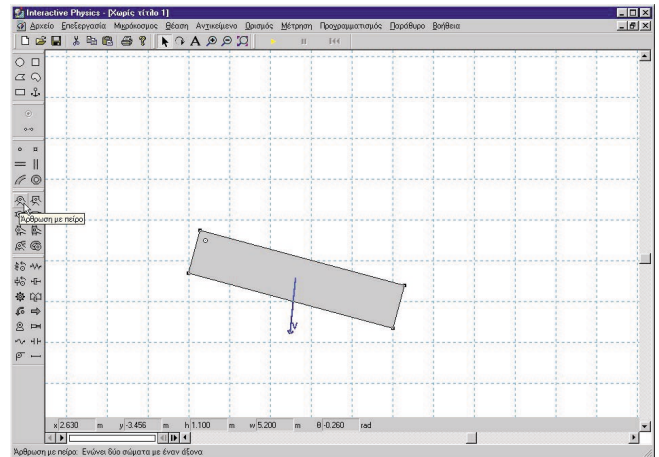 Interactive Physics - [Χωρίς τίτλο 1]
Αρχείο Επεξεργασία Μικρόκοσμος Θέαση Αντικείμενο Ορισμός Μέτρηση Προγραμματισμός Παράθυρο Βοήθεια
A
Άρθρωση με πείρο
V
x 2.630 m y -3.456 m h 1.100 m w 5.200 m θ -0.260 rad
Άρθρωση με πείρο: Ενώνει δύο σώματα με έναν άξονα